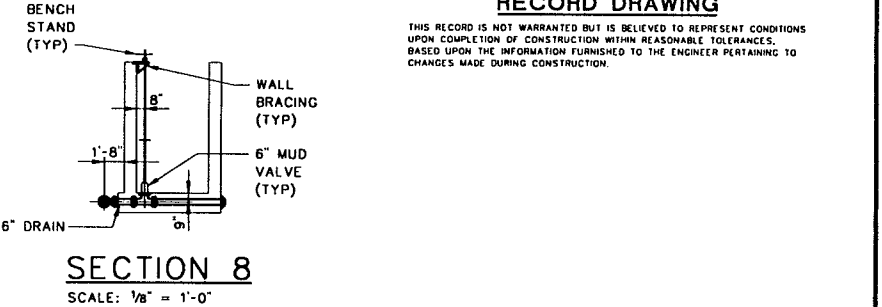 BENCH
STAND
(TYP)
8"
WALL
BRACING
(TYP)
1'-8"
6" MUD
VALVE
(TYP)
6" DRAIN
9"
SECTION 8
SCALE: 1/8" = 1'-0"
RECORD DRAWING
THIS RECORD IS NOT WARRANTED BUT IS BELIEVED TO REPRESENT CONDITIONS
UPON COMPLETION OF CONSTRUCTION WITHIN REASONABLE TOLERANCES,
BASED UPON THE INFORMATION FURNISHED TO THE ENGINEER PERTAINING TO
CHANGES MADE DURING CONSTRUCTION.